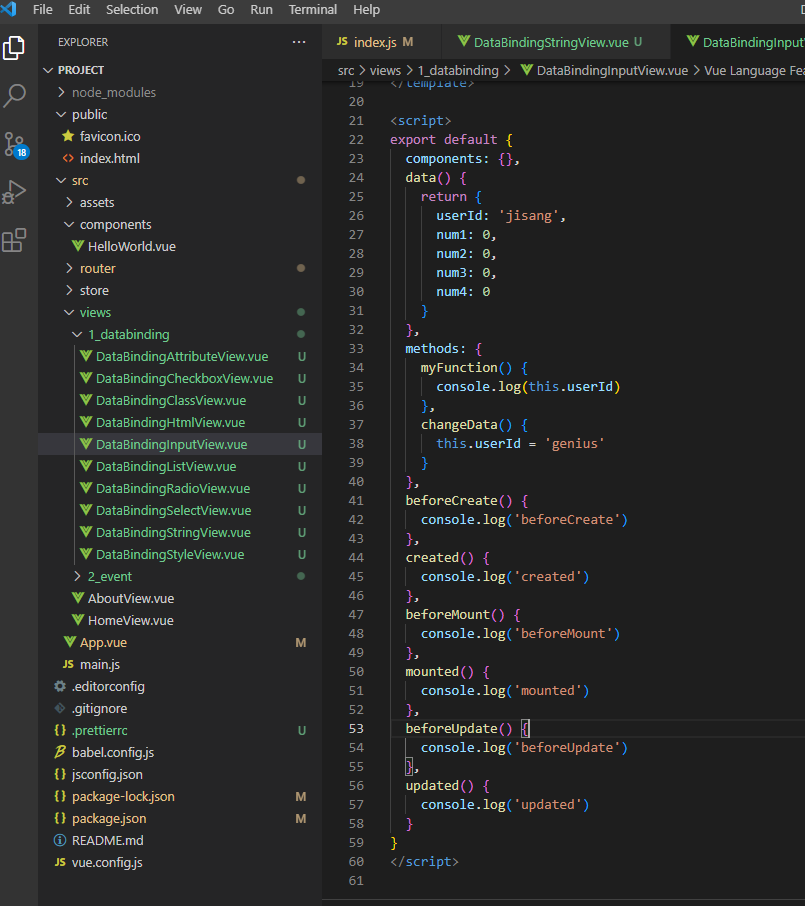 File Edit Selection View Go Run Terminal Help
EXPLORER ...
JS index.js M
DataBindingStringView.vue U
DataBindingInput
PROJECT
src > views > 1_databinding > DataBindingInputView.vue > Vue Language Fea
node_modules
public
favicon.ico
<> index.html
src
assets
components
HelloWorld.vue
router
store
views
1_databinding
DataBindingAttributeView.vue U
DataBindingCheckboxView.vue U
DataBindingClassView.vue U
DataBindingHtmlView.vue U
DataBindingInputView.vue U
DataBindingListView.vue U
DataBindingRadioView.vue U
DataBindingSelectView.vue U
DataBindingStringView.vue U
DataBindingStyleView.vue U
2_event
AboutView.vue
HomeView.vue
App.vue M
JS main.js
.editorconfig
.gitignore
{} .prettierrc U
babel.config.js
{} jsconfig.json
{} package-lock.json M
{} package.json M
README.md
JS vue.config.js
18
19 </template>
20
21 <script>
22 export default {
23 components: {},
24 data() {
25 return {
26 userId: 'jisang',
27 num1: 0,
28 num2: 0,
29 num3: 0,
30 num4: 0
31 }
32 },
33 methods: {
34 myFunction() {
35 console.log(this.userId)
36 },
37 changeData() {
38 this.userId = 'genius'
39 }
40 },
41 beforeCreate() {
42 console.log('beforeCreate')
43 },
44 created() {
45 console.log('created')
46 },
47 beforeMount() {
48 console.log('beforeMount')
49 },
50 mounted() {
51 console.log('mounted')
52 },
53 beforeUpdate() {
54 console.log('beforeUpdate')
55 },
56 updated() {
57 console.log('updated')
58 }
59 }
60 </script>
61